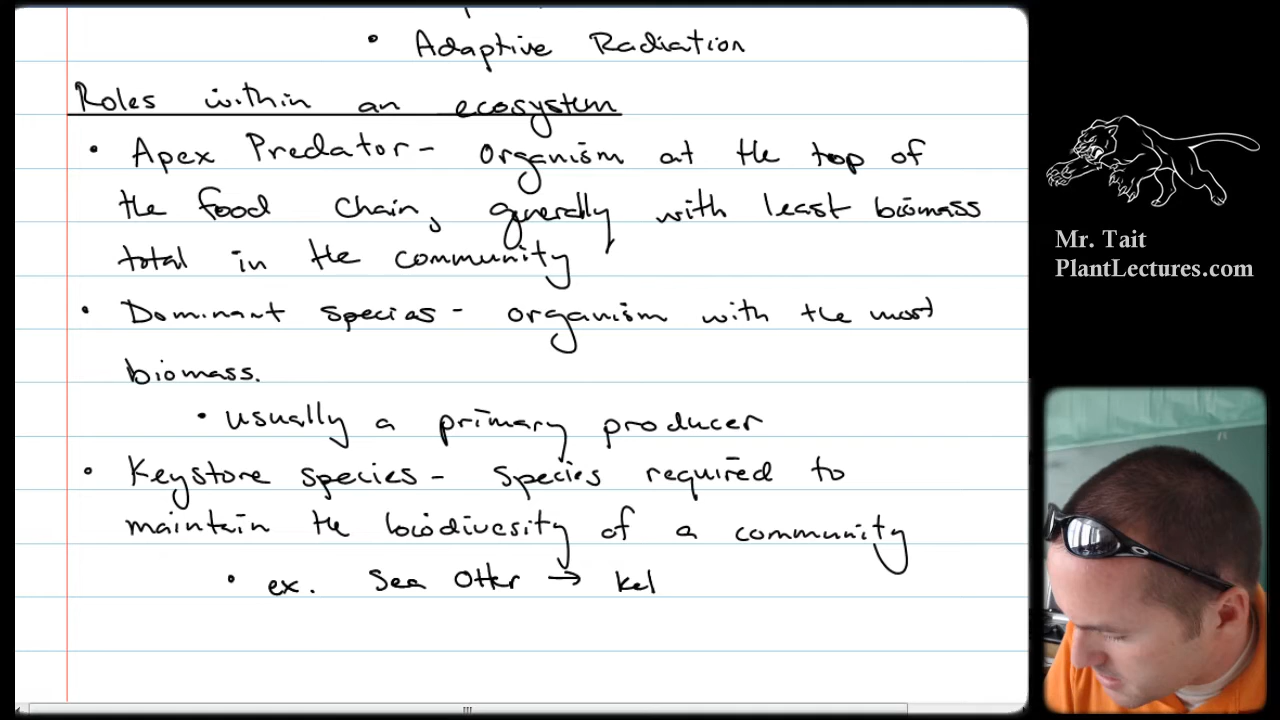 • Adaptive Radiation
Roles within an ecosystem
• Apex Predator - organism at the top of
the food chain, generally with least biomass
total in the community
• Dominant species - organism with the most
biomass.
• usually a primary producer
• Keystone species - species required to
maintain the biodiversity of a community
• ex. Sea Otter → kel
Mr. Tait
PlantLectures.com